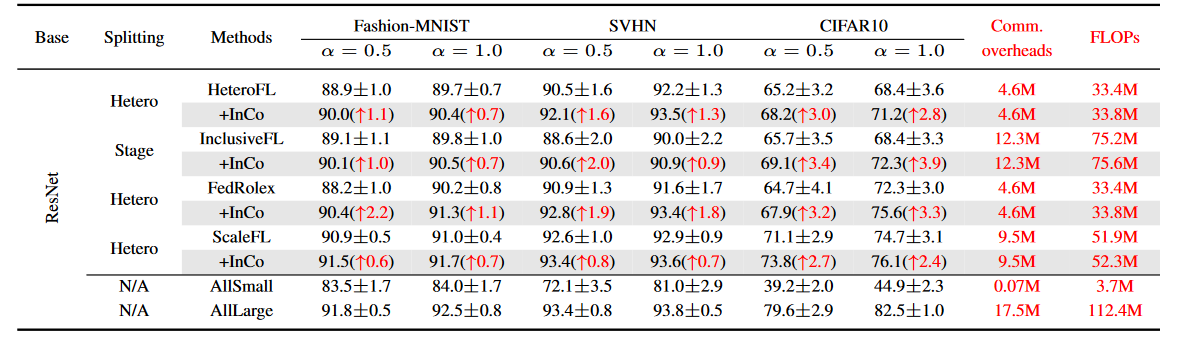 Base Splitting Methods Fashion-MNIST SVHN CIFAR10 Comm. overheads FLOPs
α = 0.5 α = 1.0 α = 0.5 α = 1.0 α = 0.5 α = 1.0
ResNet
Hetero HeteroFL 88.9±1.0 89.7±0.7 90.5±1.6 92.2±1.3 65.2±3.2 68.4±3.6 4.6M 33.4M
+InCo 90.0(↑1.1) 90.4(↑0.7) 92.1(↑1.6) 93.5(↑1.3) 68.2(↑3.0) 71.2(↑2.8) 4.6M 33.8M
Stage InclusiveFL 89.1±1.1 89.8±1.0 88.6±2.0 90.0±2.2 65.7±3.5 68.4±3.3 12.3M 75.2M
+InCo 90.1(↑1.0) 90.5(↑0.7) 90.6(↑2.0) 90.9(↑0.9) 69.1(↑3.4) 72.3(↑3.9) 12.3M 75.6M
Hetero FedRolex 88.2±1.0 90.2±0.8 90.9±1.3 91.6±1.7 64.7±4.1 72.3±3.0 4.6M 33.4M
+InCo 90.4(↑2.2) 91.3(↑1.1) 92.8(↑1.9) 93.4(↑1.8) 67.9(↑3.2) 75.6(↑3.3) 4.6M 33.8M
Hetero ScaleFL 90.9±0.5 91.0±0.4 92.6±1.0 92.9±0.9 71.1±2.9 74.7±3.1 9.5M 51.9M
+InCo 91.5(↑0.6) 91.7(↑0.7) 93.4(↑0.8) 93.6(↑0.7) 73.8(↑2.7) 76.1(↑2.4) 9.5M 52.3M
N/A AllSmall 83.5±1.7 84.0±1.7 72.1±3.5 81.0±2.9 39.2±2.0 44.9±2.3 0.07M 3.7M
N/A AllLarge 91.8±0.5 92.5±0.8 93.4±0.8 93.8±0.5 79.6±2.9 82.5±1.0 17.5M 112.4M